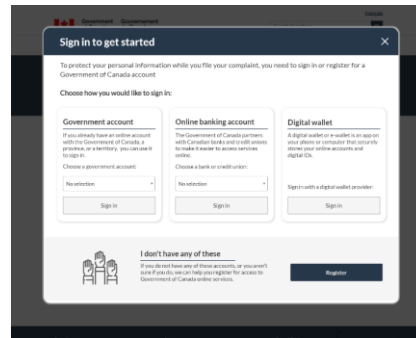 Canada
Government Gouvernement
Sign in to get started
To protect your personal information while you file your complaint, you need to sign in or register for a
Government of Canada account
Choose how you would like to sign in:
Government account
If you already have an online account
with the Government of Canada, a
province, or a territory, you can use it
to sign in.
Choose a government account:
No selection
Sign in
Online banking account
The Government of Canada partners
with Canadian banks and credit unions
to make it easier to access services
online.
Choose a bank or credit union:
No selection
Sign in
Digital wallet
A digital wallet or e-wallet is an app on
your phone or computer that securely
stores your online accounts and
digital IDs.
Sign in with a digital wallet provider:
Sign in
I don't have any of these
If you do not have any of these accounts, or you aren't
sure if you do, we can help you register for access to
Government of Canada online services.
Register